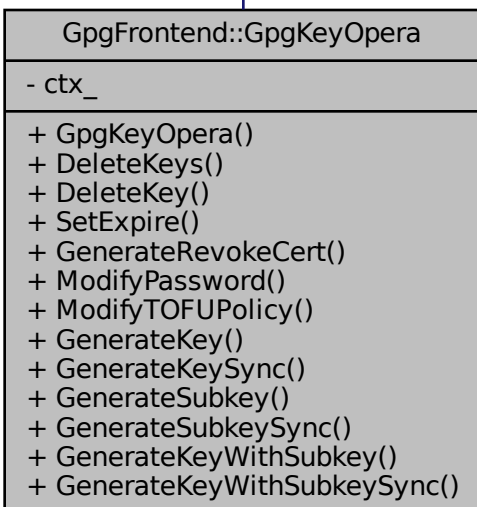 GpgFrontend::GpgKeyOpera
- ctx_
+ GpgKeyOpera()
+ DeleteKeys()
+ DeleteKey()
+ SetExpire()
+ GenerateRevokeCert()
+ ModifyPassword()
+ ModifyTOFUPolicy()
+ GenerateKey()
+ GenerateKeySync()
+ GenerateSubkey()
+ GenerateSubkeySync()
+ GenerateKeyWithSubkey()
+ GenerateKeyWithSubkeySync()